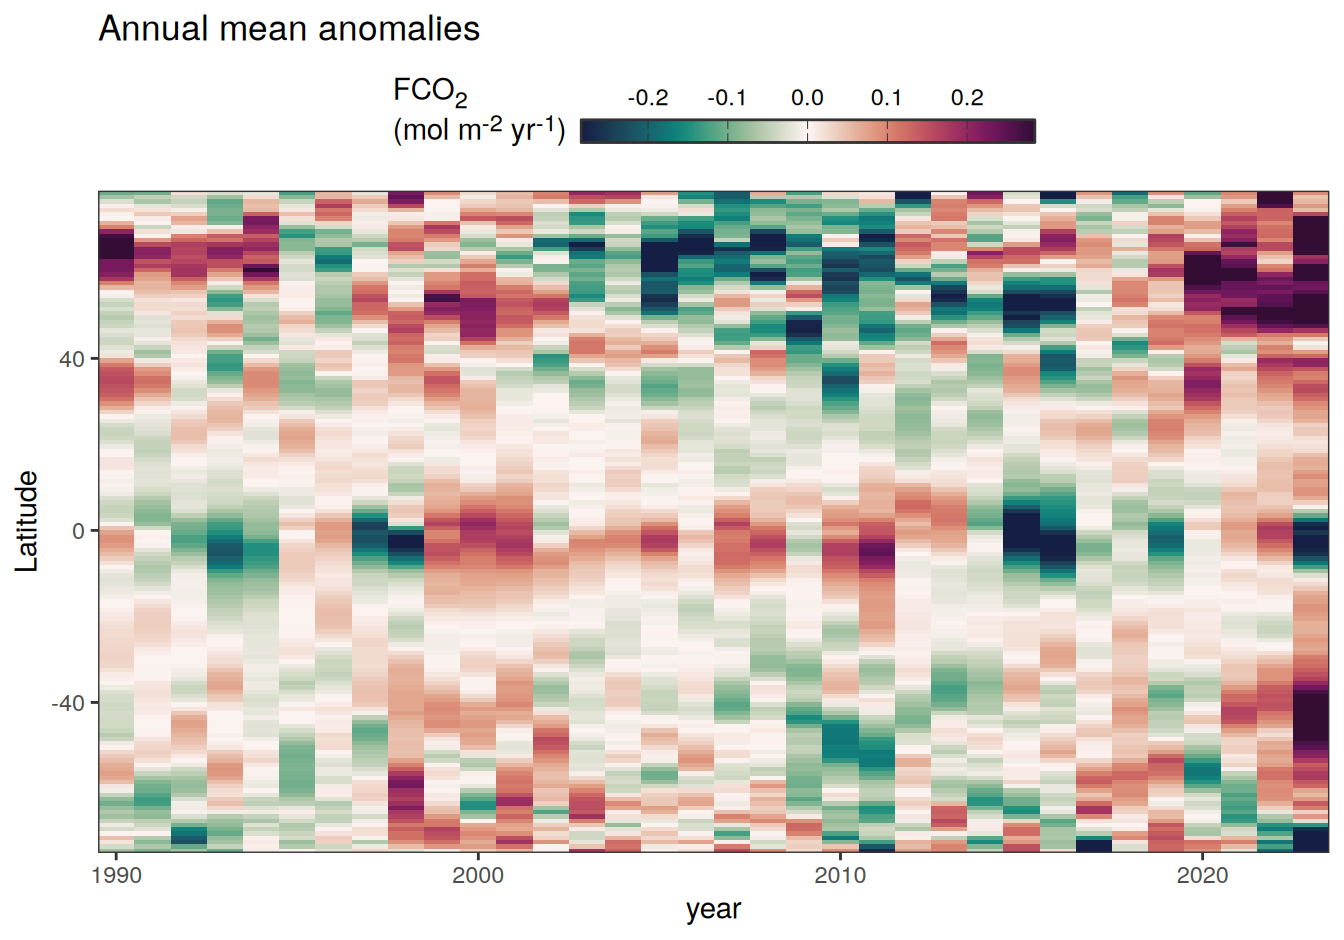 Annual mean anomalies
FCO₂
(mol m⁻² yr⁻¹)
-0.2 -0.1 0.0 0.1 0.2
Latitude
40
0
-40
1990 2000 2010 2020
year